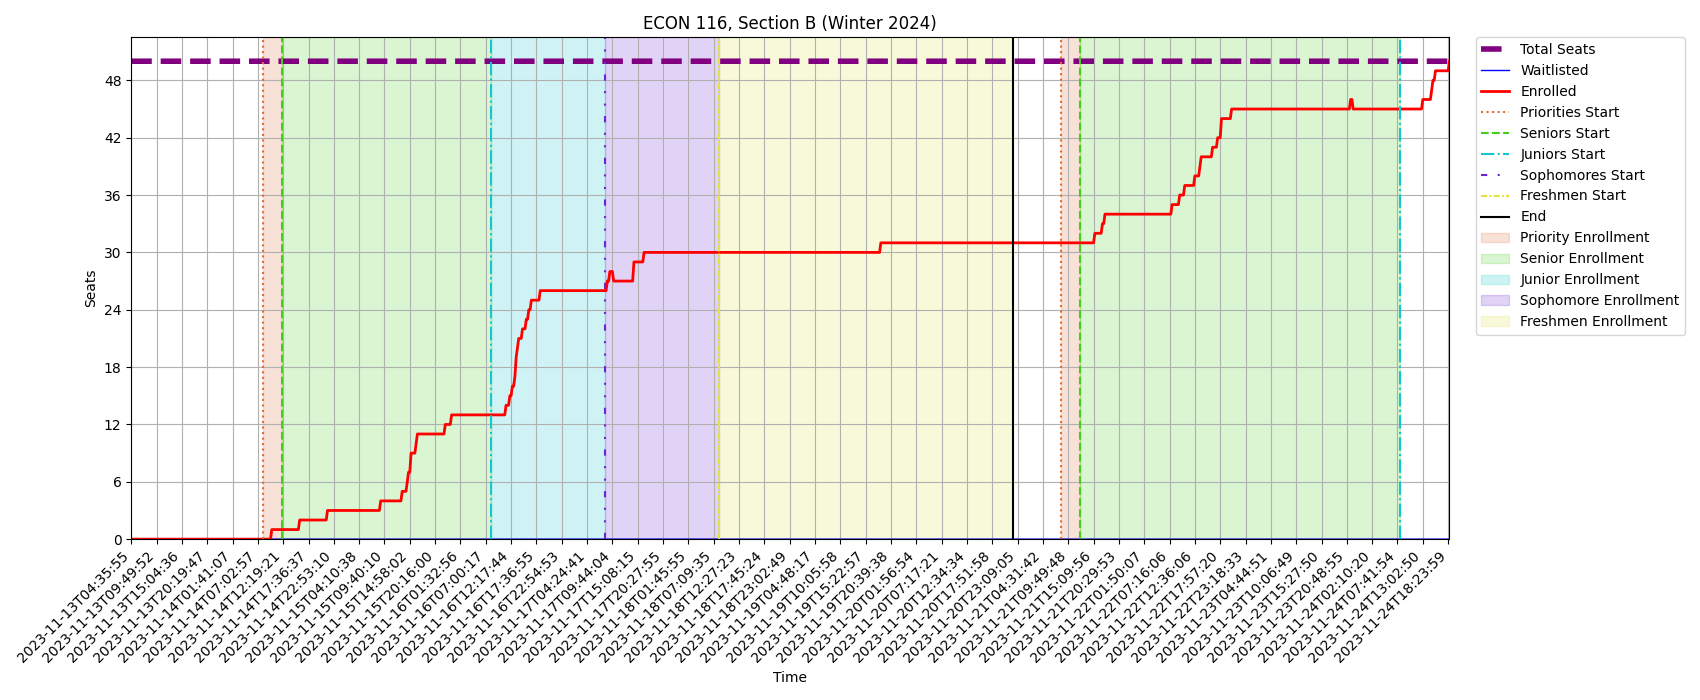 ECON 116, Section B (Winter 2024)
Seats
48
42
36
30
24
18
12
6
0
2023-11-13T04:35:55
2023-11-13T09:49:52
2023-11-13T15:04:36
2023-11-13T20:19:47
2023-11-14T01:41:07
2023-11-14T07:02:57
2023-11-14T12:19:21
2023-11-14T17:36:37
2023-11-14T22:53:10
2023-11-15T04:10:38
2023-11-15T09:40:10
2023-11-15T14:58:02
2023-11-15T20:16:00
2023-11-16T01:32:56
2023-11-16T07:00:17
2023-11-16T12:17:44
2023-11-16T17:36:55
2023-11-16T22:54:53
2023-11-17T04:24:41
2023-11-17T09:44:04
2023-11-17T15:08:15
2023-11-17T20:27:55
2023-11-18T01:45:55
2023-11-18T07:09:35
2023-11-18T12:27:23
2023-11-18T17:45:24
2023-11-18T23:02:49
2023-11-19T04:48:17
2023-11-19T10:05:58
2023-11-19T15:22:57
2023-11-19T20:39:38
2023-11-20T01:56:54
2023-11-20T07:17:21
2023-11-20T12:34:34
2023-11-20T17:51:58
2023-11-20T23:09:05
2023-11-21T04:31:42
2023-11-21T09:49:48
2023-11-21T15:09:56
2023-11-21T20:29:53
2023-11-22T01:50:07
2023-11-22T07:16:06
2023-11-22T12:36:06
2023-11-22T17:57:20
2023-11-22T23:18:33
2023-11-23T04:44:51
2023-11-23T10:06:49
2023-11-23T15:27:50
2023-11-23T20:48:55
2023-11-24T02:10:20
2023-11-24T07:41:54
2023-11-24T13:02:50
2023-11-24T18:23:59
Time
Total Seats
Waitlisted
Enrolled
Priorities Start
Seniors Start
Juniors Start
Sophomores Start
Freshmen Start
End
Priority Enrollment
Senior Enrollment
Junior Enrollment
Sophomore Enrollment
Freshmen Enrollment